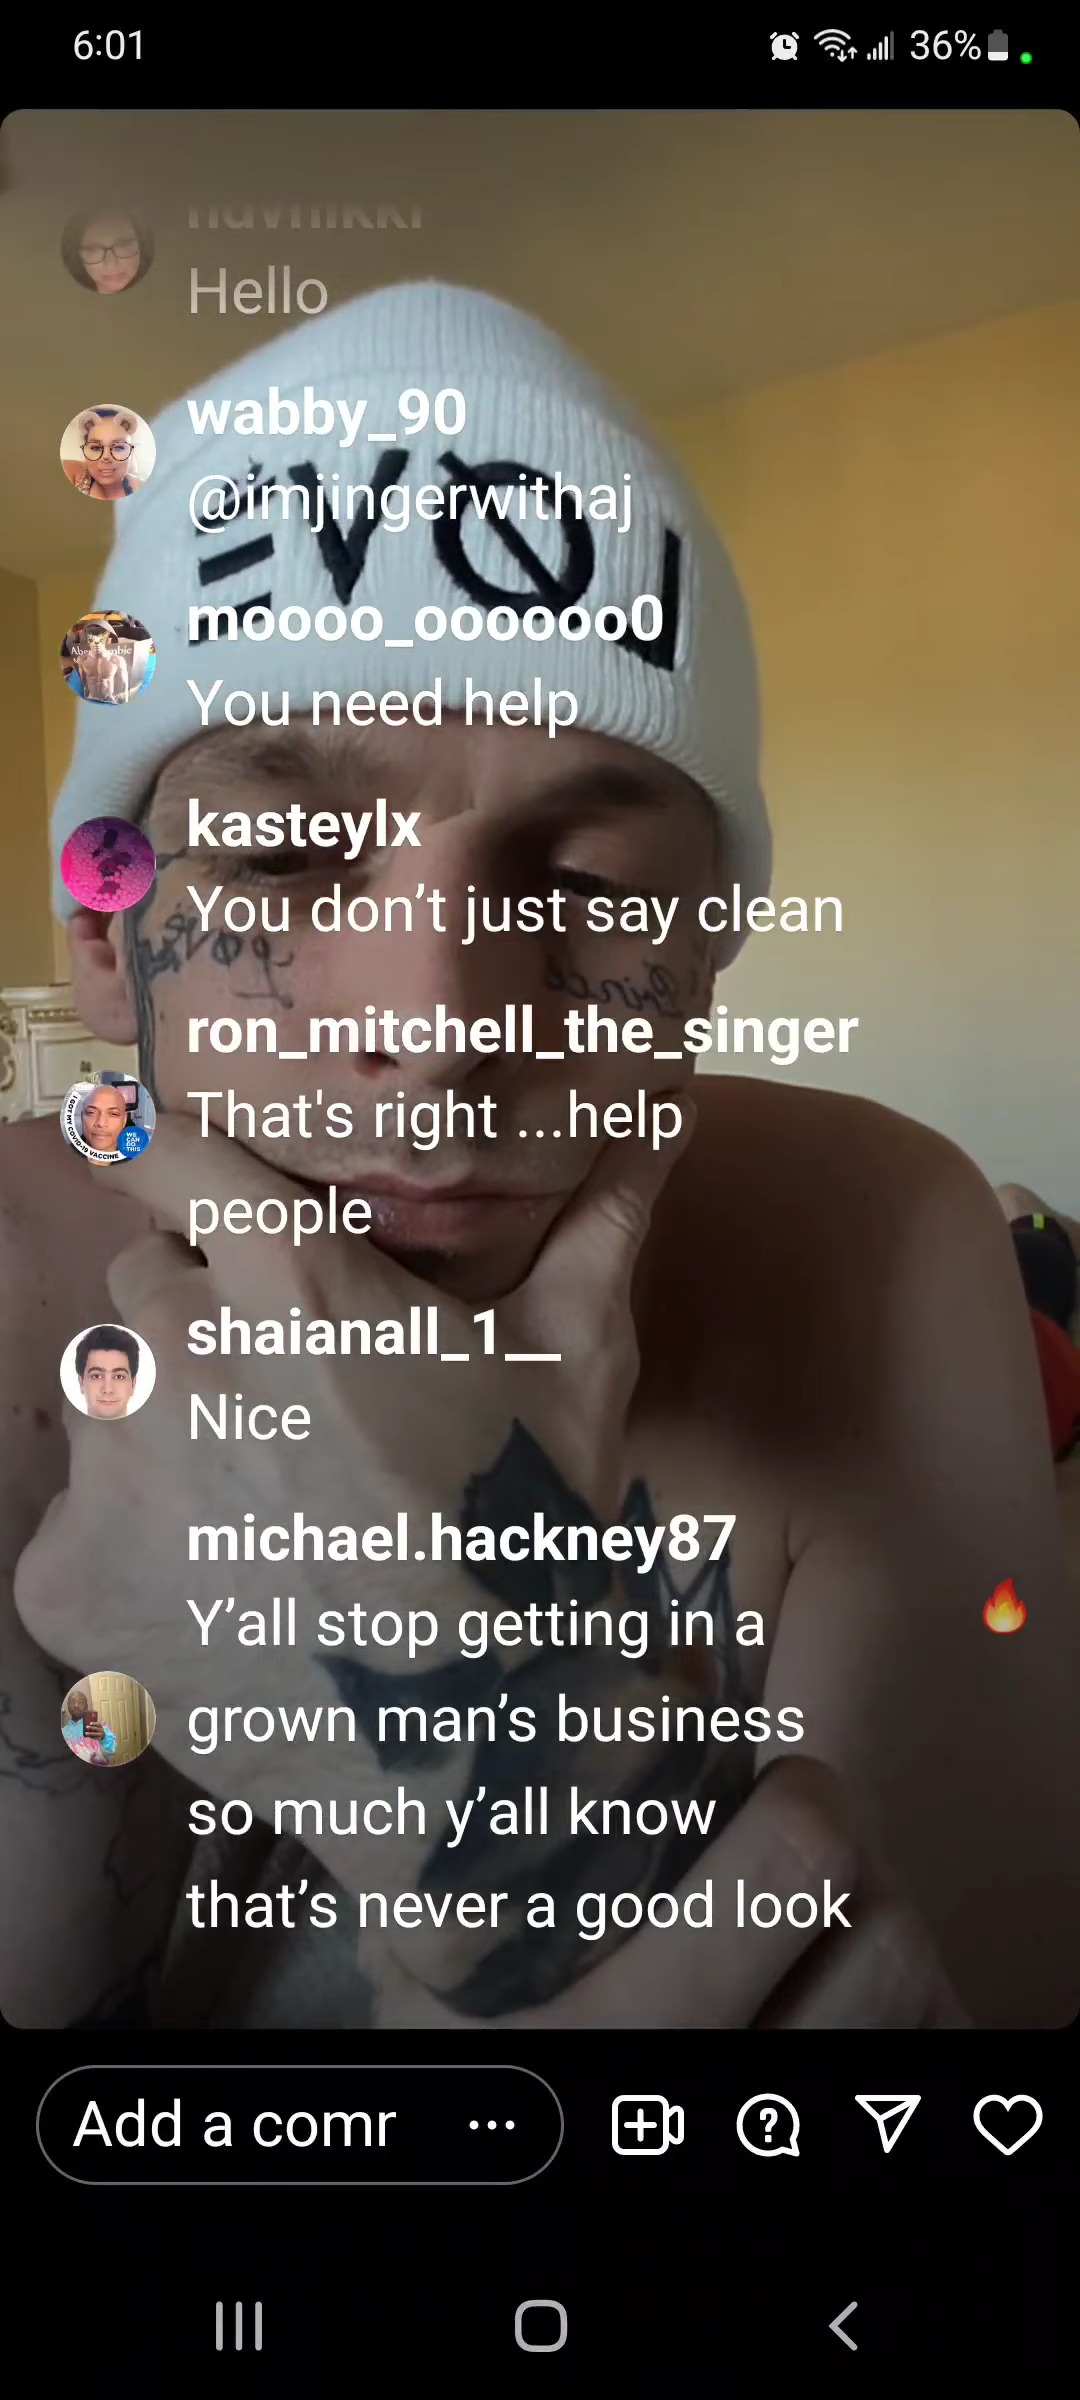 6:01
36%
Hello
wabby_90
@imjingerwithaj
moooo_oooooo0
You need help
kasteylx
You don’t just say clean
ron_mitchell_the_singer
That's right ...help
people
shaianall_1__
Nice
michael.hackney87
Y’all stop getting in a
grown man’s business
so much y’all know
that’s never a good look
Add a comr